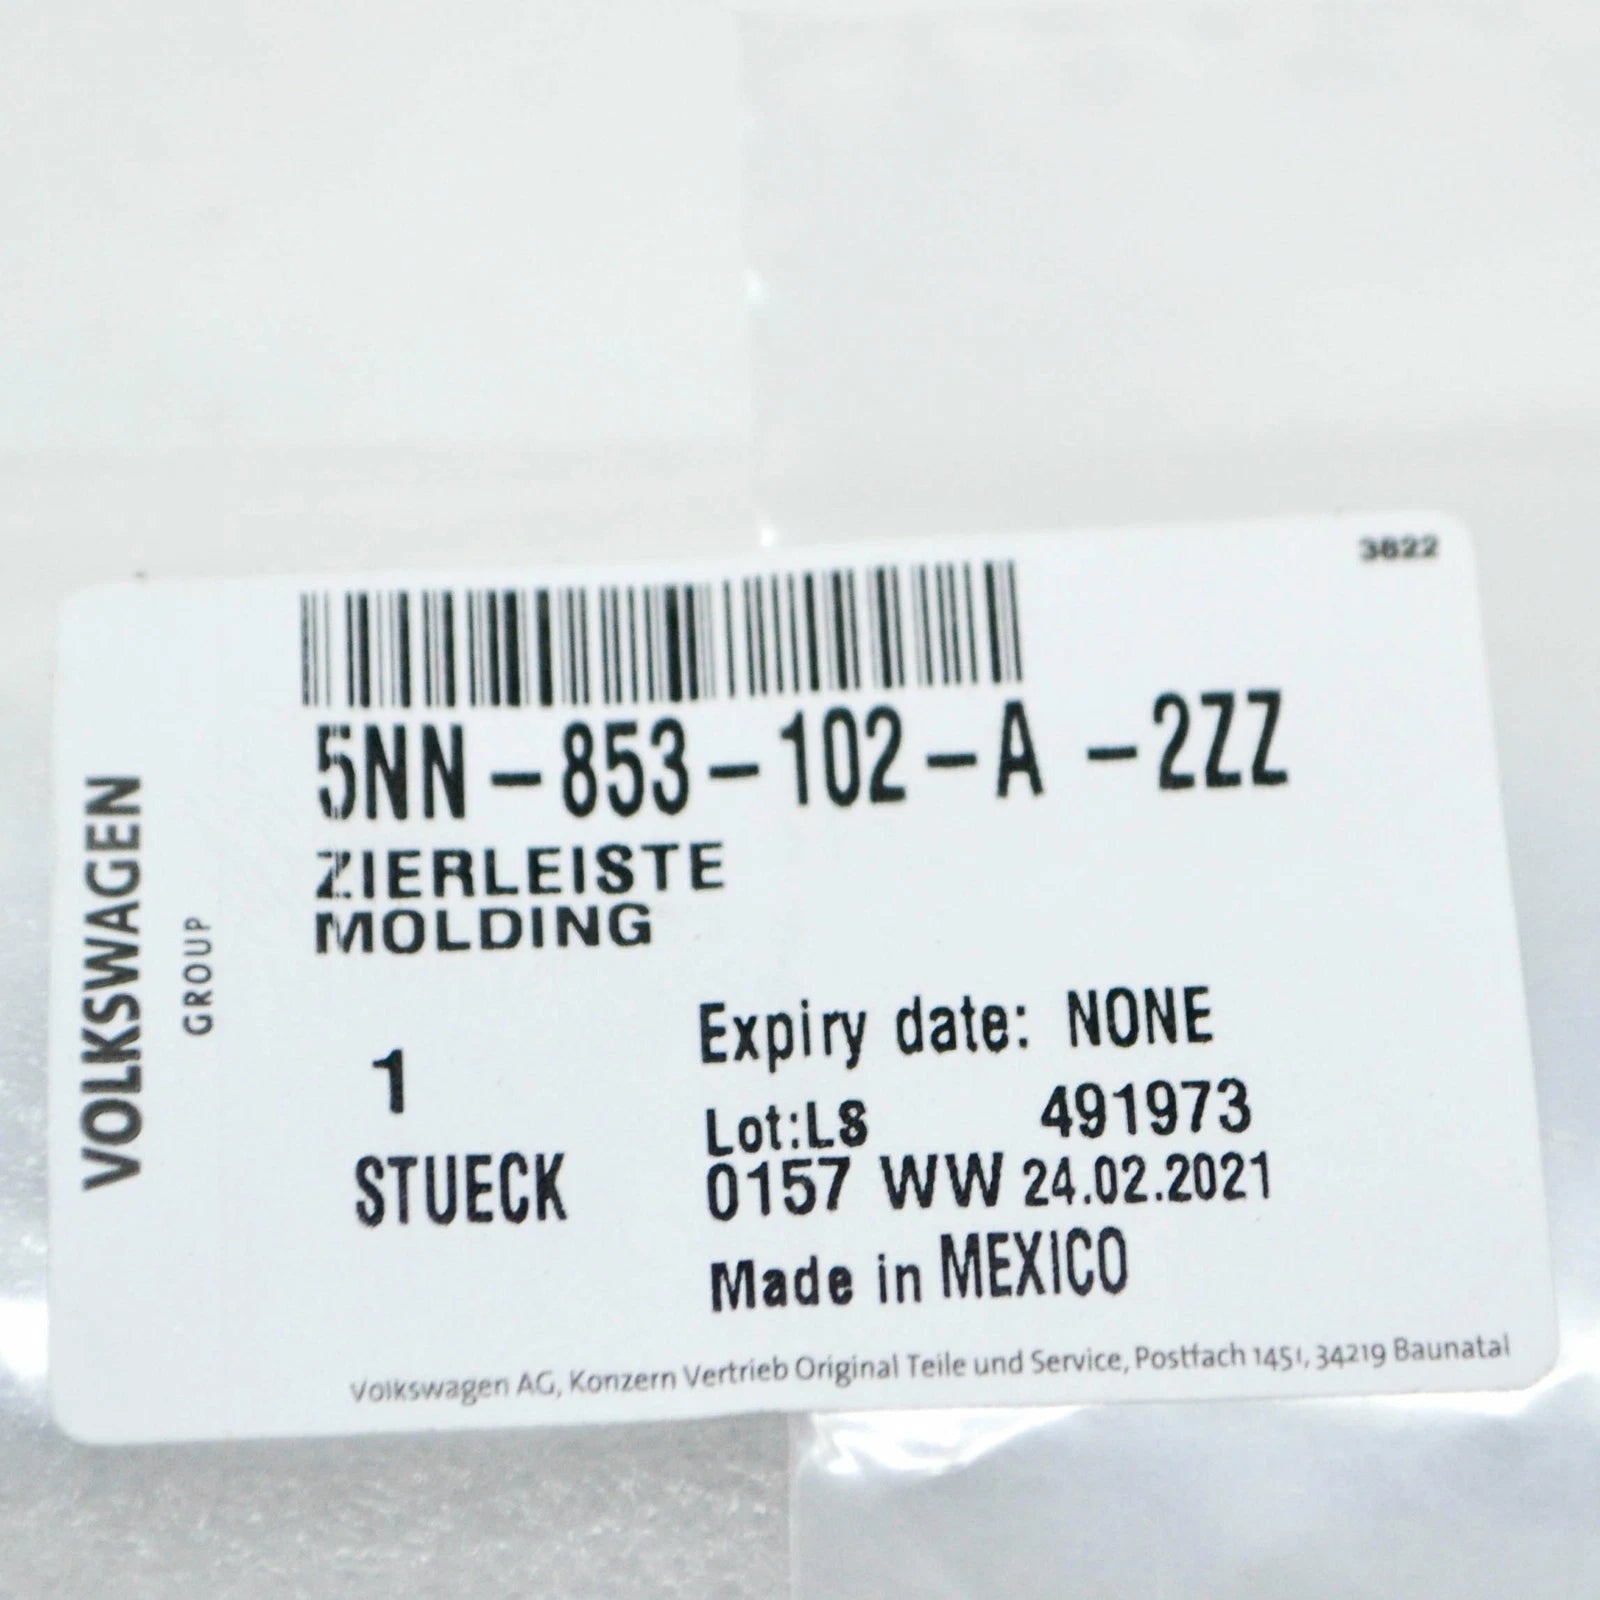 3622
5NN-853-102-A -2ZZ
ZIERLEISTE
MOLDING
VOLKSWAGEN
GROUP
1
STUECK
Expiry date: NONE
Lot:L8 491973
0157 WW 24.02.2021
Made in MEXICO
Volkswagen AG, Konzern Vertrieb Original Teile und Service, Postfach 1451, 34219 Baunatal